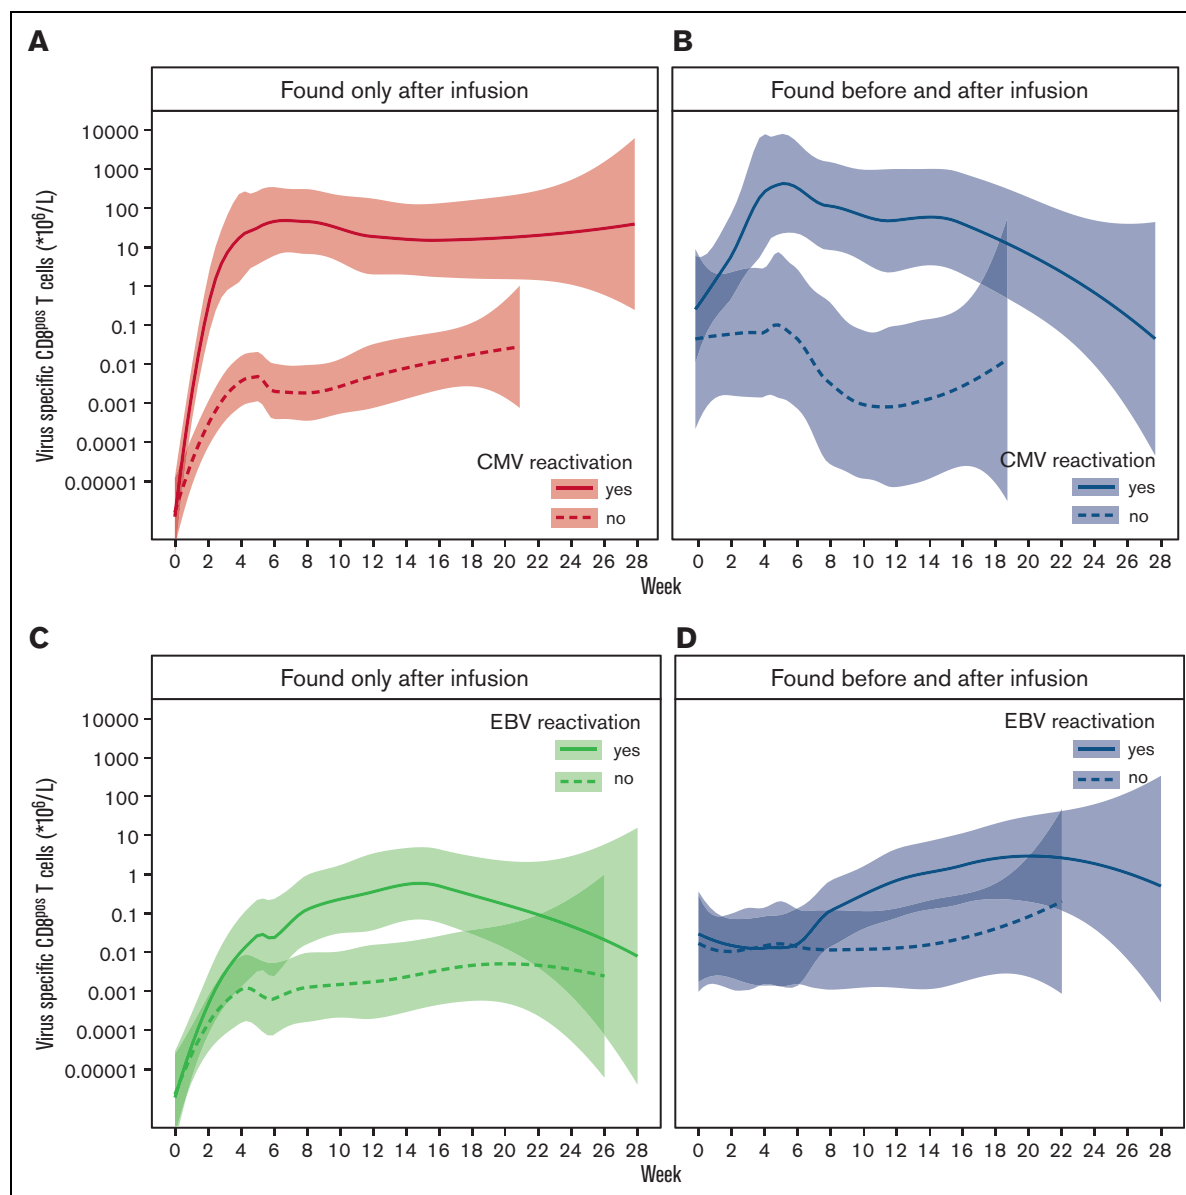 A
B
Found only after infusion
Found before and after infusion
Virus specific CD8pos T cells (*10⁶/L)
10000
1000
100
10
1
0.1
0.01
0.001
0.0001
0.00001
CMV reactivation
yes
no
CMV reactivation
yes
no
0 2 4 6 8 10 12 14 16 18 20 22 24 26 28
0 2 4 6 8 10 12 14 16 18 20 22 24 26 28
Week
C
D
Found only after infusion
Found before and after infusion
Virus specific CD8pos T cells (*10⁶/L)
10000
1000
100
10
1
0.1
0.01
0.001
0.0001
0.00001
EBV reactivation
yes
no
EBV reactivation
yes
no
0 2 4 6 8 10 12 14 16 18 20 22 24 26 28
0 2 4 6 8 10 12 14 16 18 20 22 24 26 28
Week